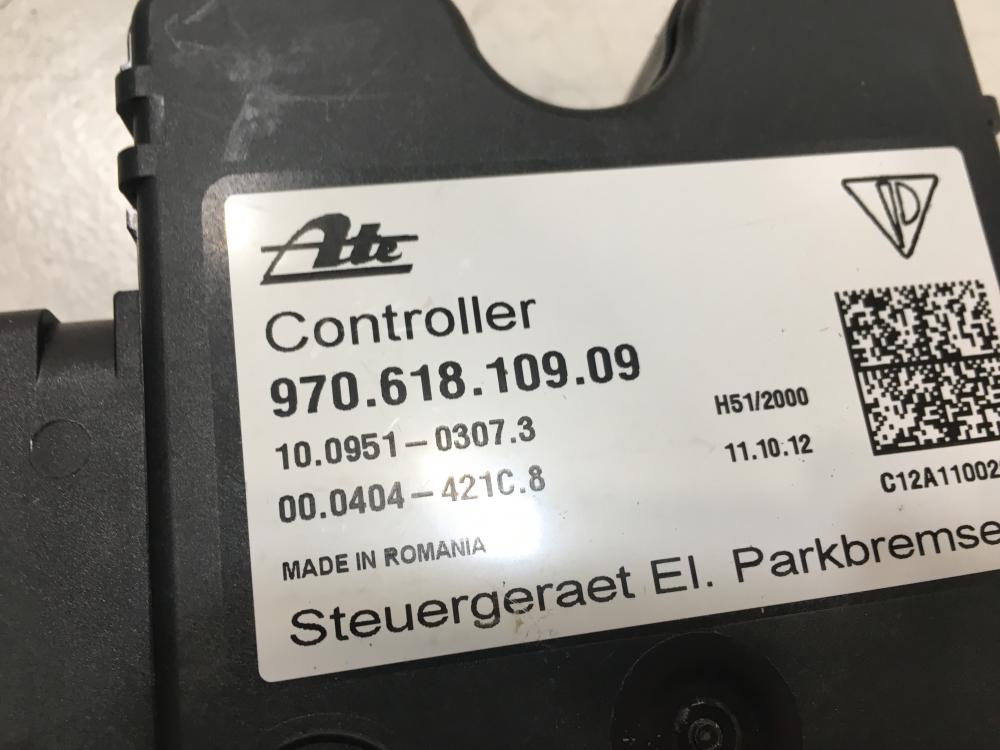 Ate
Controller
970.618.109.09
10.0951-0307.3
H51/2000
00.0404-421C.8
11.10.12
C12A11002
MADE IN ROMANIA
Steuergeraet El. Parkbremse